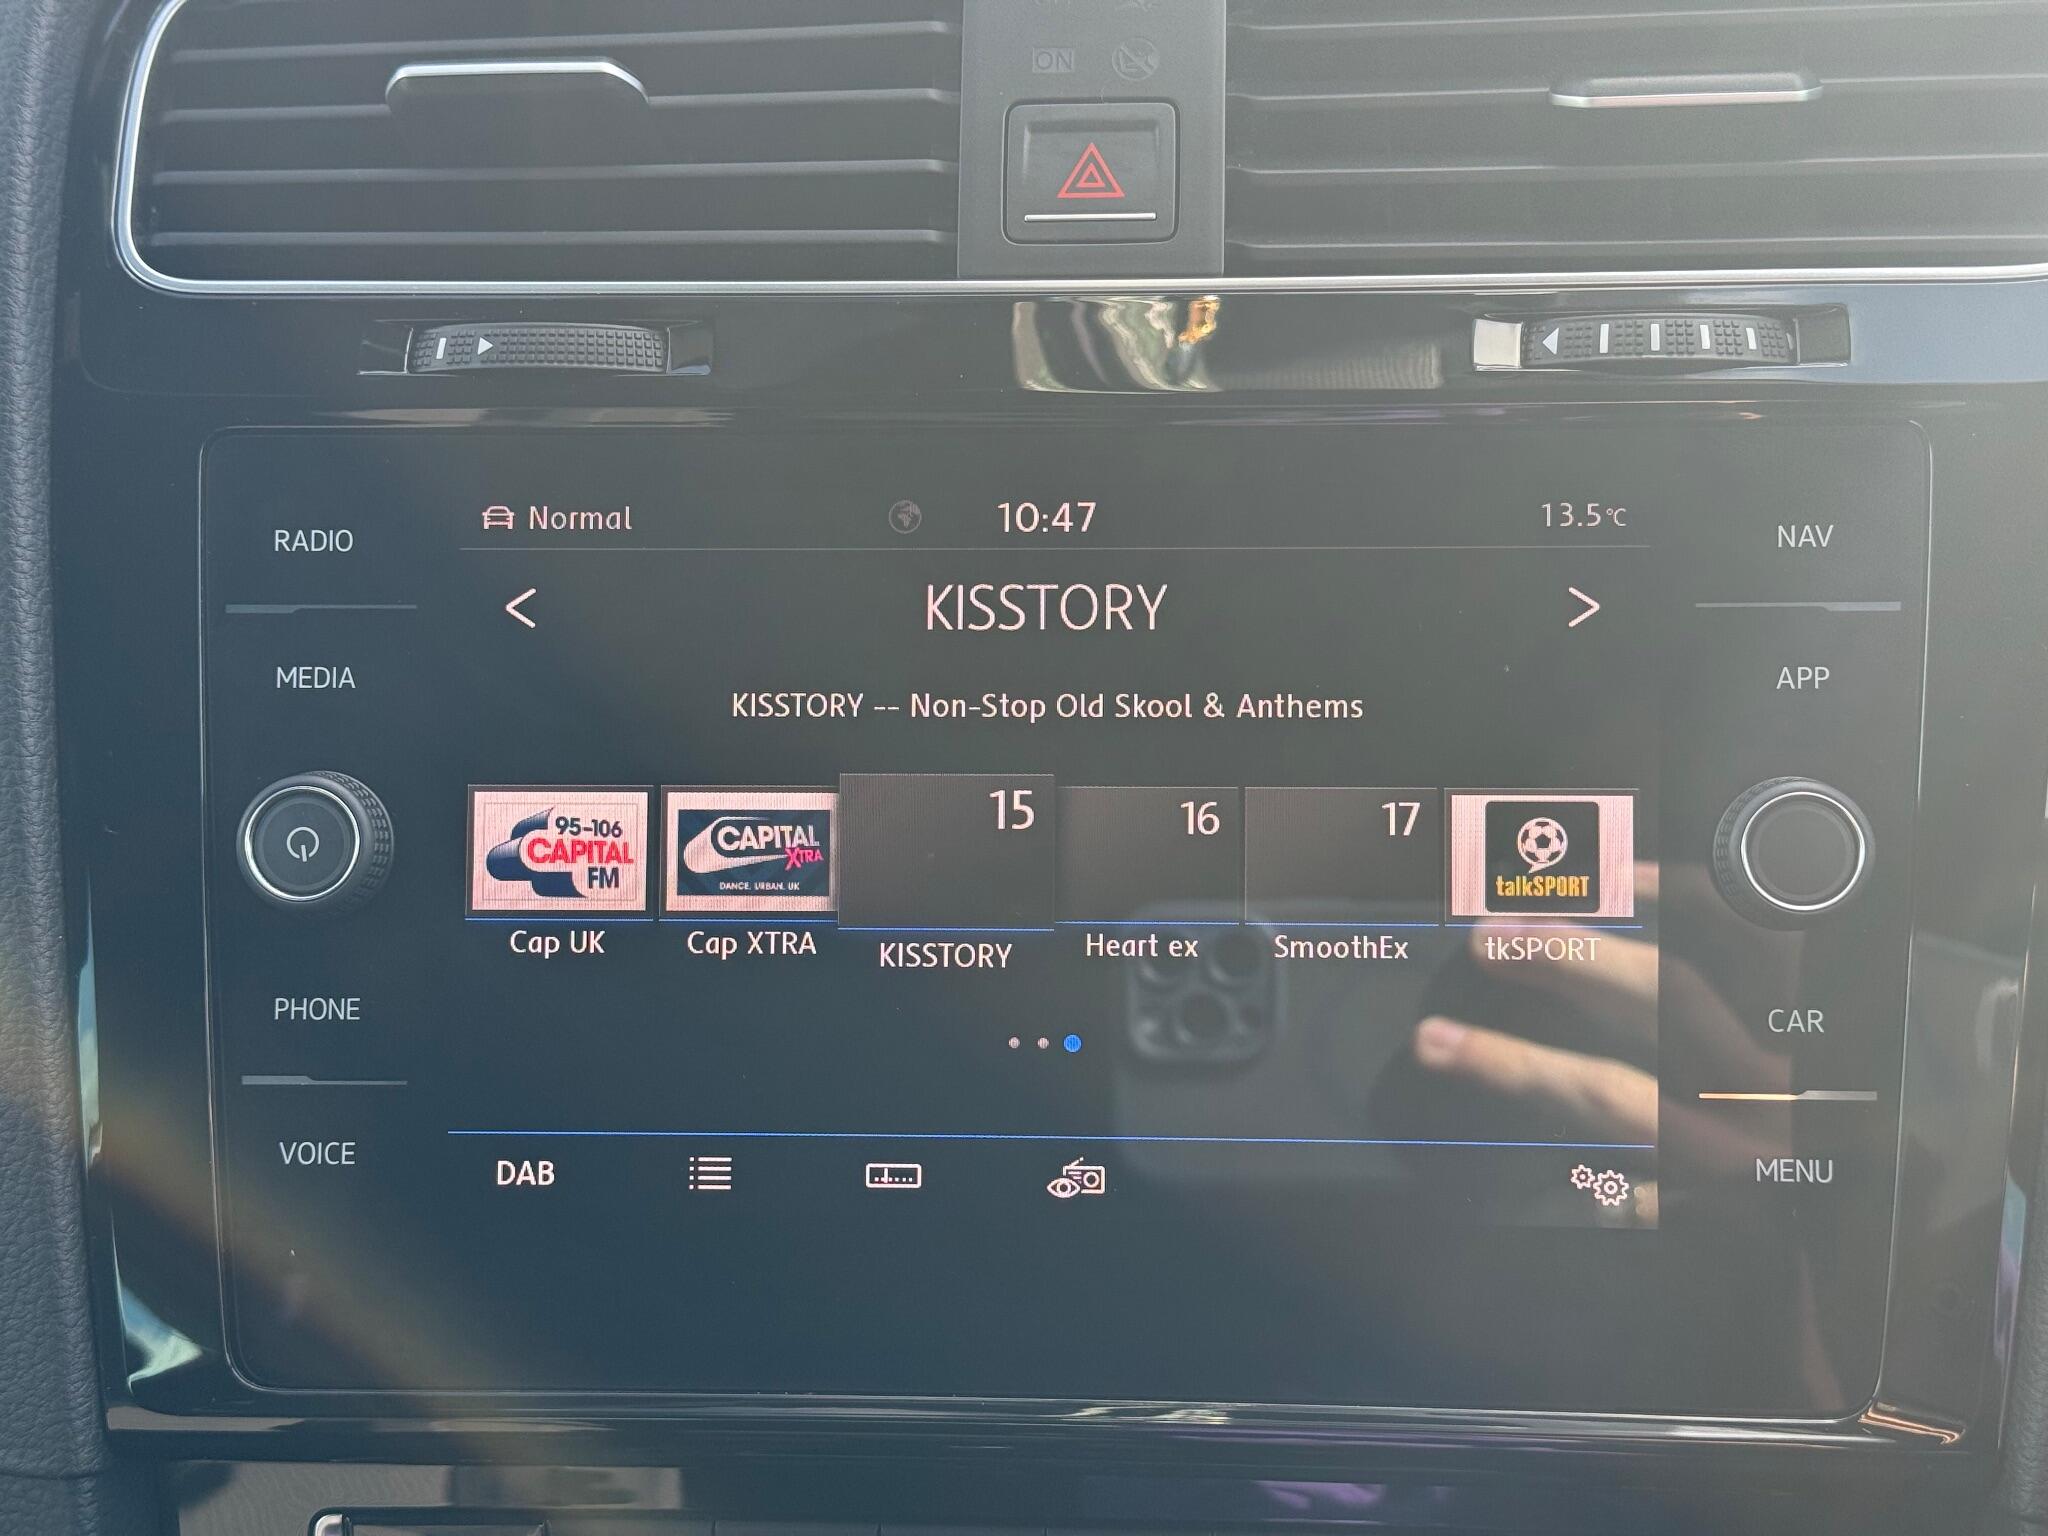 ON
RADIO
MEDIA
PHONE
VOICE
Normal
10:47
13.5°C
< KISSTORY >
KISSTORY -- Non-Stop Old Skool & Anthems
95-106
CAPITAL
FM
Cap UK
CAPITAL
XTRA
DANCE. URBAN. UK
Cap XTRA
15
KISSTORY
16
Heart ex
17
SmoothEx
talkSPORT
tkSPORT
DAB
NAV
APP
CAR
MENU